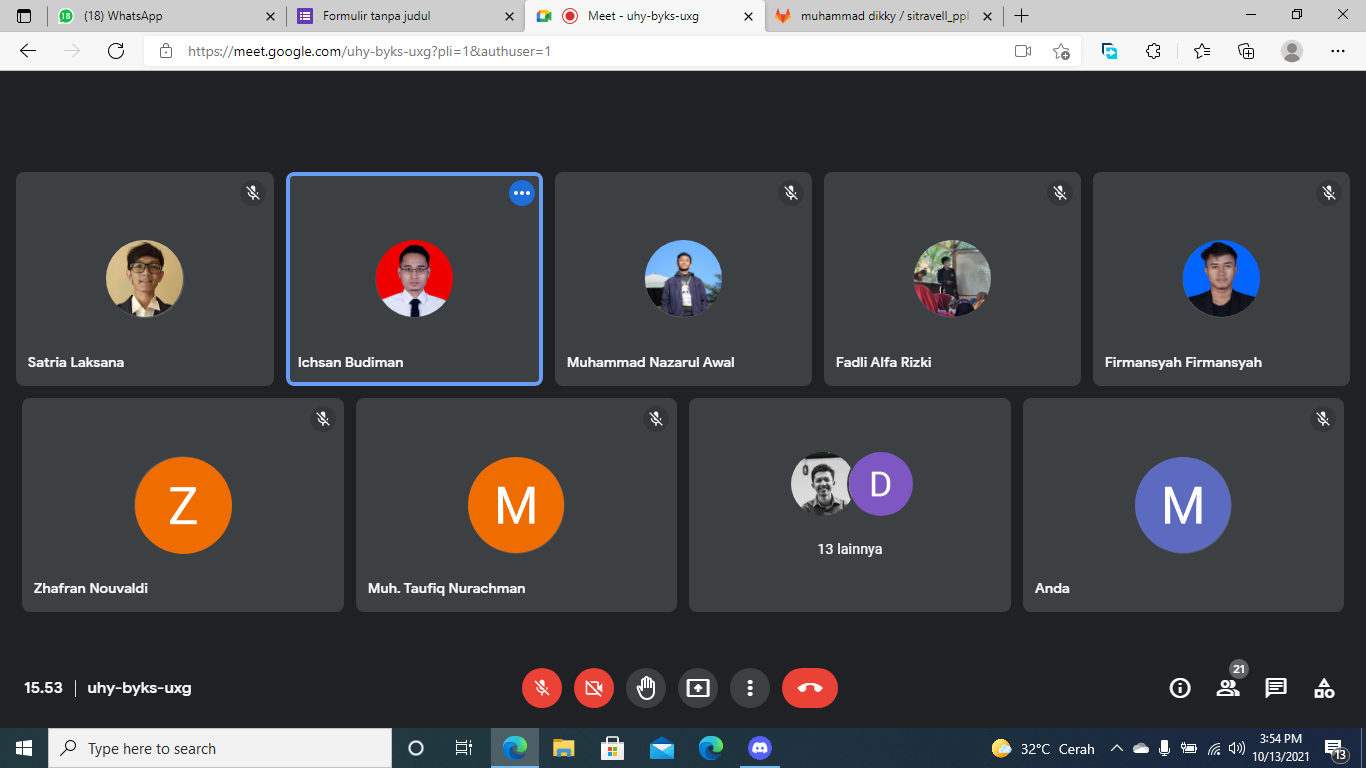 (18) WhatsApp
Formulir tanpa judul
Meet - uhy-byks-uxg
muhammad dikky / sitravell_ppl
https://meet.google.com/uhy-byks-uxg?pli=1&authuser=1
Satria Laksana
Ichsan Budiman
Muhammad Nazarul Awal
Fadli Alfa Rizki
Firmansyah Firmansyah
Z
M
D
M
13 lainnya
Zhafran Nouvaldi
Muh. Taufiq Nurachman
Anda
15.53 | uhy-byks-uxg
21
Type here to search
32°C Cerah
3:54 PM
10/13/2021
13